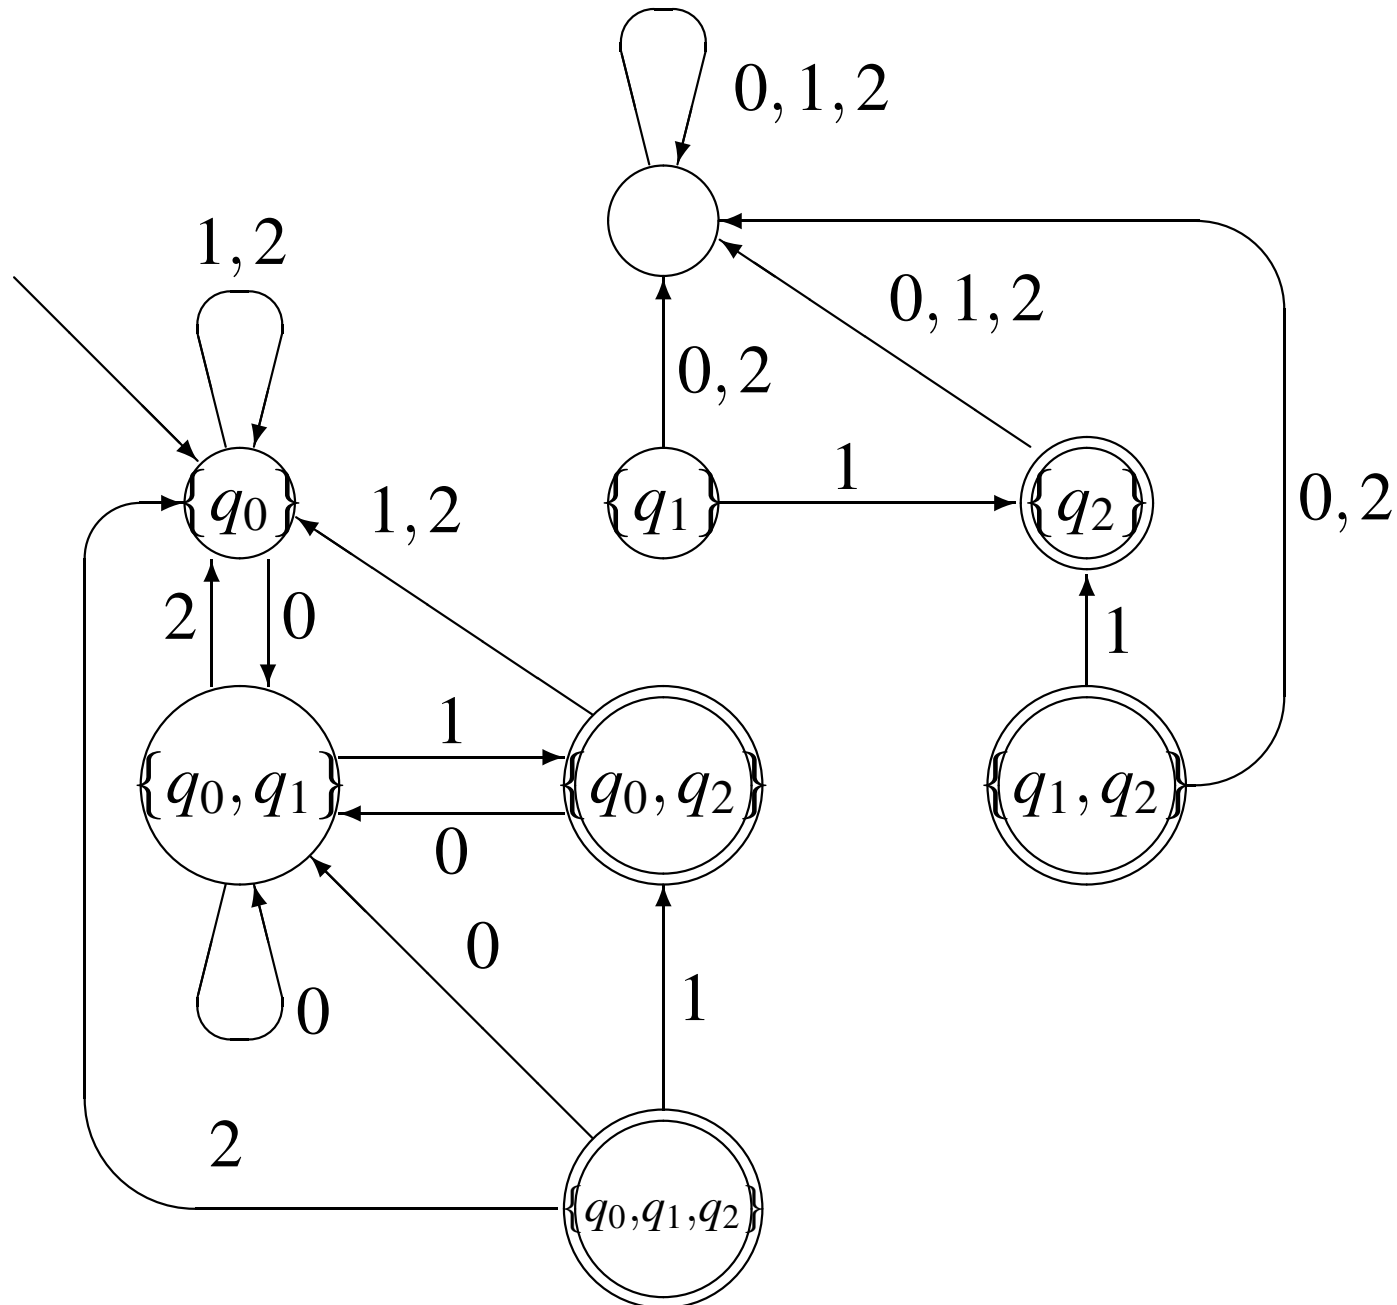 0, 1, 2
1, 2
0, 1, 2
0, 2
{q₀}
1, 2
{q₁}
1
{q₂}
0, 2
2
0
1
1
{q₀, q₁}
{q₀, q₂}
{q₁, q₂}
0
0
0
1
2
{q₀,q₁,q₂}